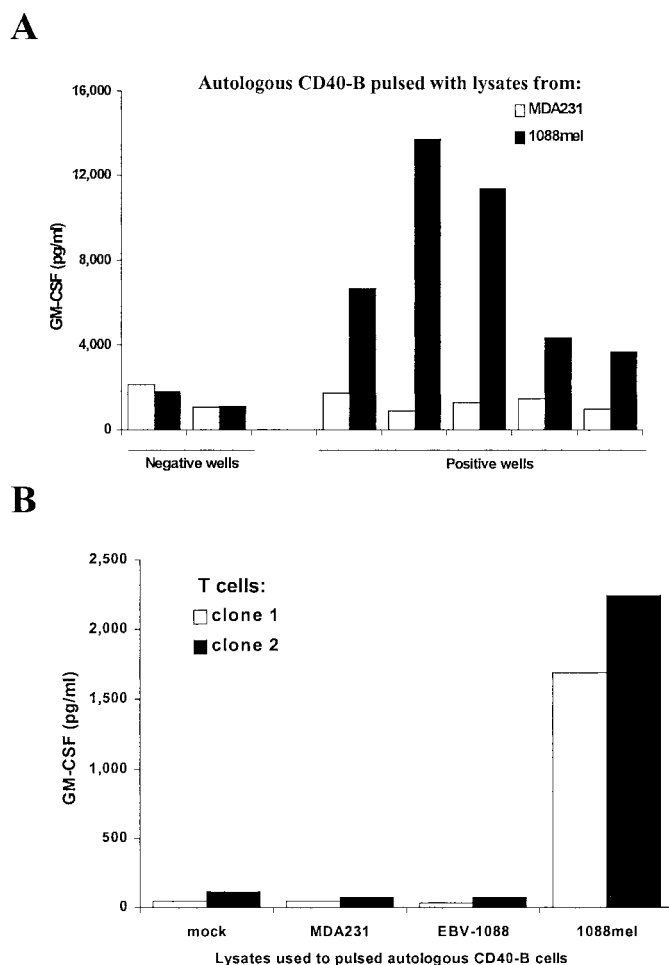 A
Autologous CD40-B pulsed with lysates from:
MDA231
1088mel
16,000
12,000
8,000
4,000
0
GM-CSF (pg/ml)
Negative wells
Positive wells
B
T cells:
clone 1
clone 2
2,500
2,000
1,500
1,000
500
0
GM-CSF (pg/ml)
mock
MDA231
EBV-1088
1088mel
Lysates used to pulsed autologous CD40-B cells